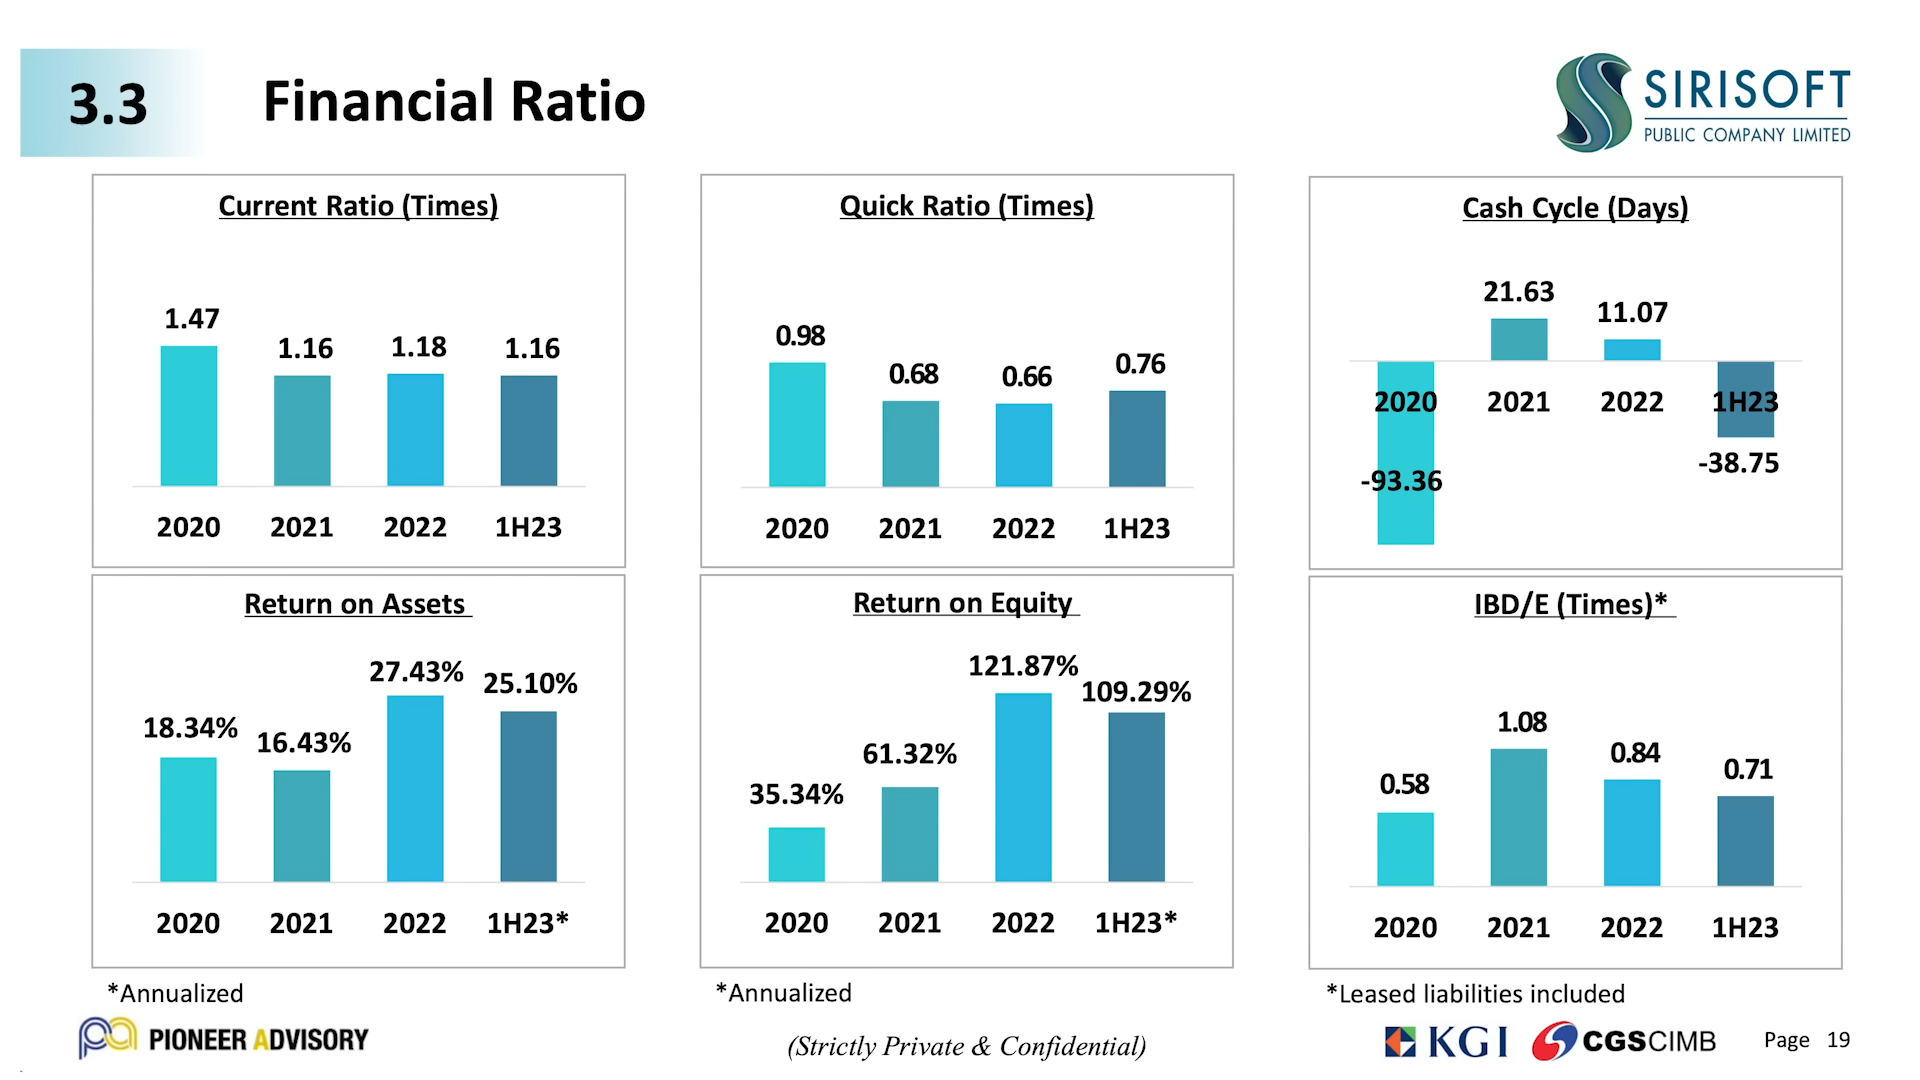 3.3
Financial Ratio
SIRISOFT
PUBLIC COMPANY LIMITED
Current Ratio (Times)
1.47
1.16
1.18
1.16
2020 2021 2022 1H23
Quick Ratio (Times)
0.98
0.68
0.66
0.76
2020 2021 2022 1H23
Cash Cycle (Days)
21.63
11.07
2020 2021 2022 1H23
-38.75
-93.36
Return on Assets
18.34%
16.43%
27.43%
25.10%
2020 2021 2022 1H23*
*Annualized
Return on Equity
35.34%
61.32%
121.87%
109.29%
2020 2021 2022 1H23*
*Annualized
IBD/E (Times)*
0.58
1.08
0.84
0.71
2020 2021 2022 1H23
*Leased liabilities included
pa PIONEER ADVISORY
(Strictly Private & Confidential)
KGI
CGSCIMB
Page 19